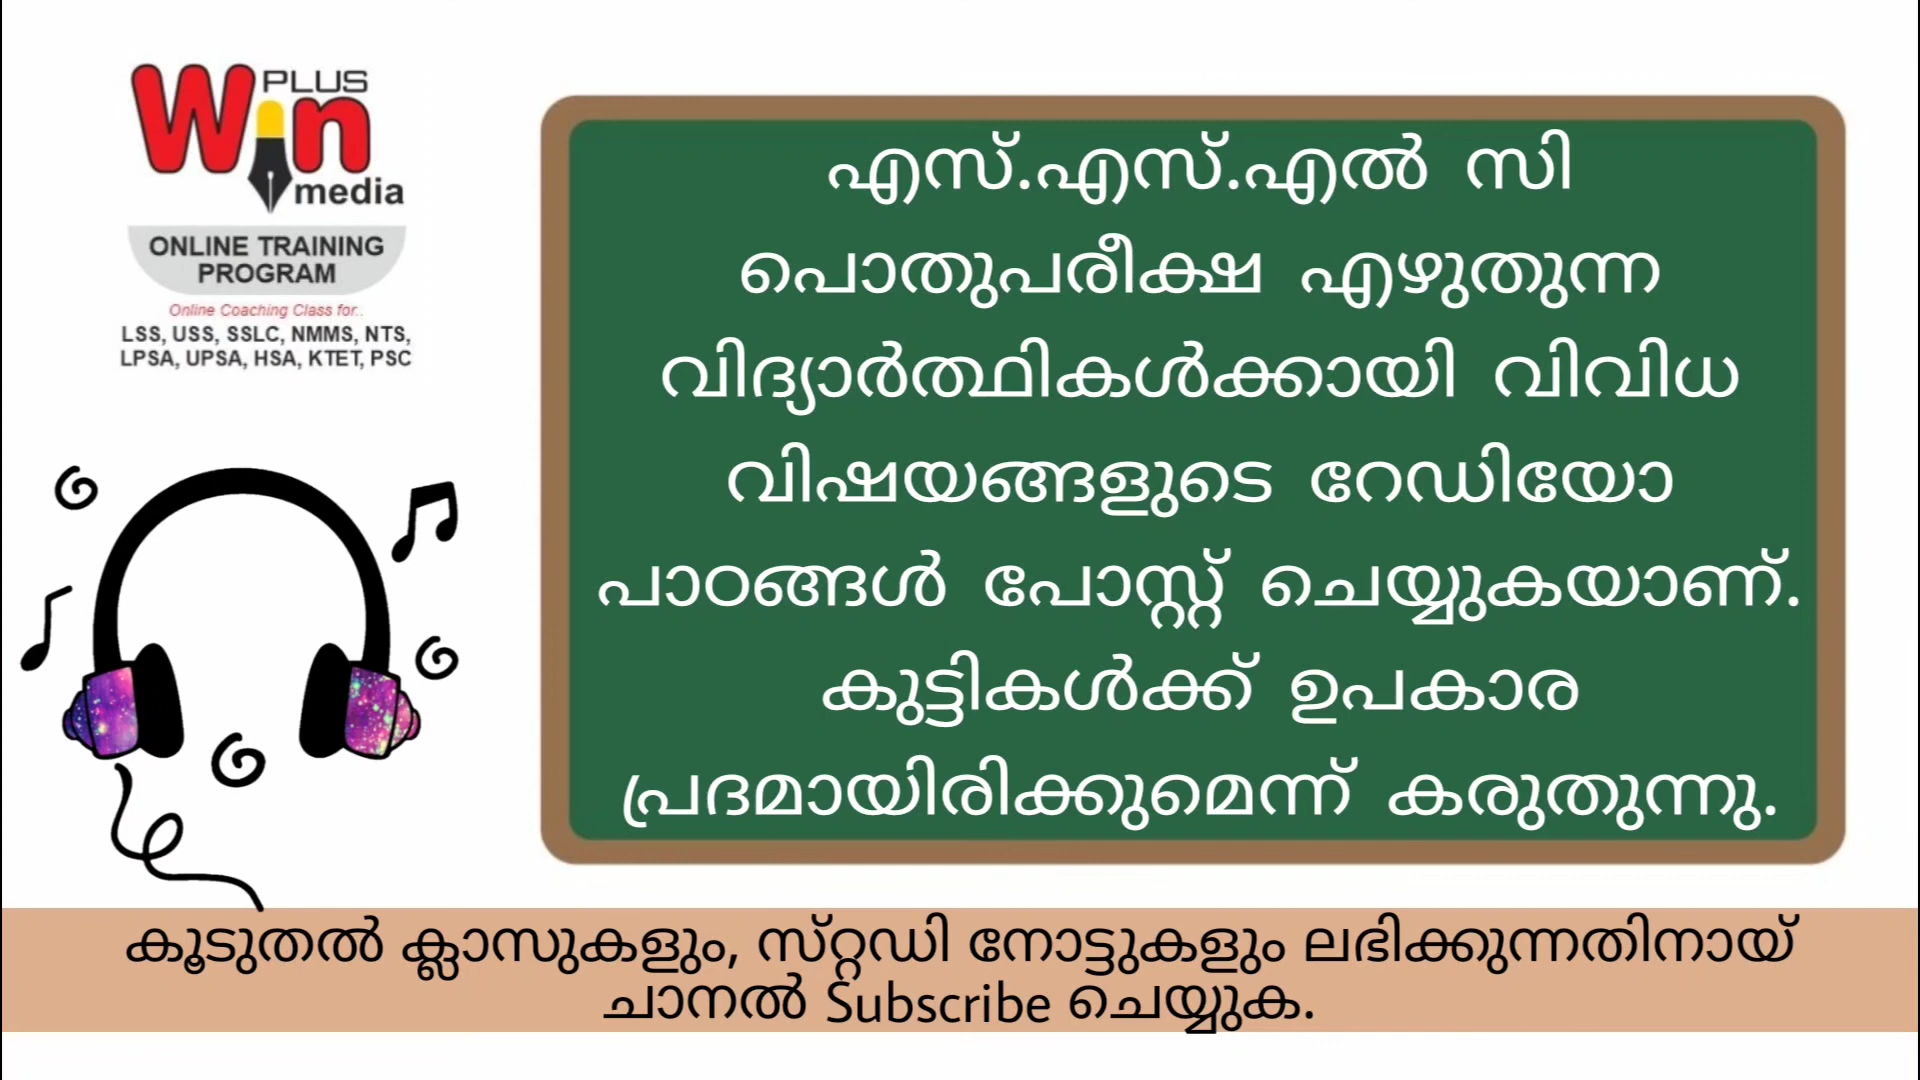 PLUS
Win
media
ONLINE TRAINING
PROGRAM
Online Coaching Class for..
LSS, USS, SSLC, NMMS, NTS,
LPSA, UPSA, HSA, KTET, PSC
എസ്.എസ്.എൽ സി
പൊതുപരീക്ഷ എഴുതുന്ന
വിദ്യാർത്ഥികൾക്കായി വിവിധ
വിഷയങ്ങളുടെ റേഡിയോ
പാഠങ്ങൾ പോസ്റ്റ് ചെയ്യുകയാണ്.
കുട്ടികൾക്ക് ഉപകാര
പ്രദമായിരിക്കുമെന്ന് കരുതുന്നു.
കൂടുതൽ ക്ലാസുകളും, സ്റ്റഡി നോട്ടുകളും ലഭിക്കുന്നതിനായ്
ചാനൽ Subscribe ചെയ്യുക.